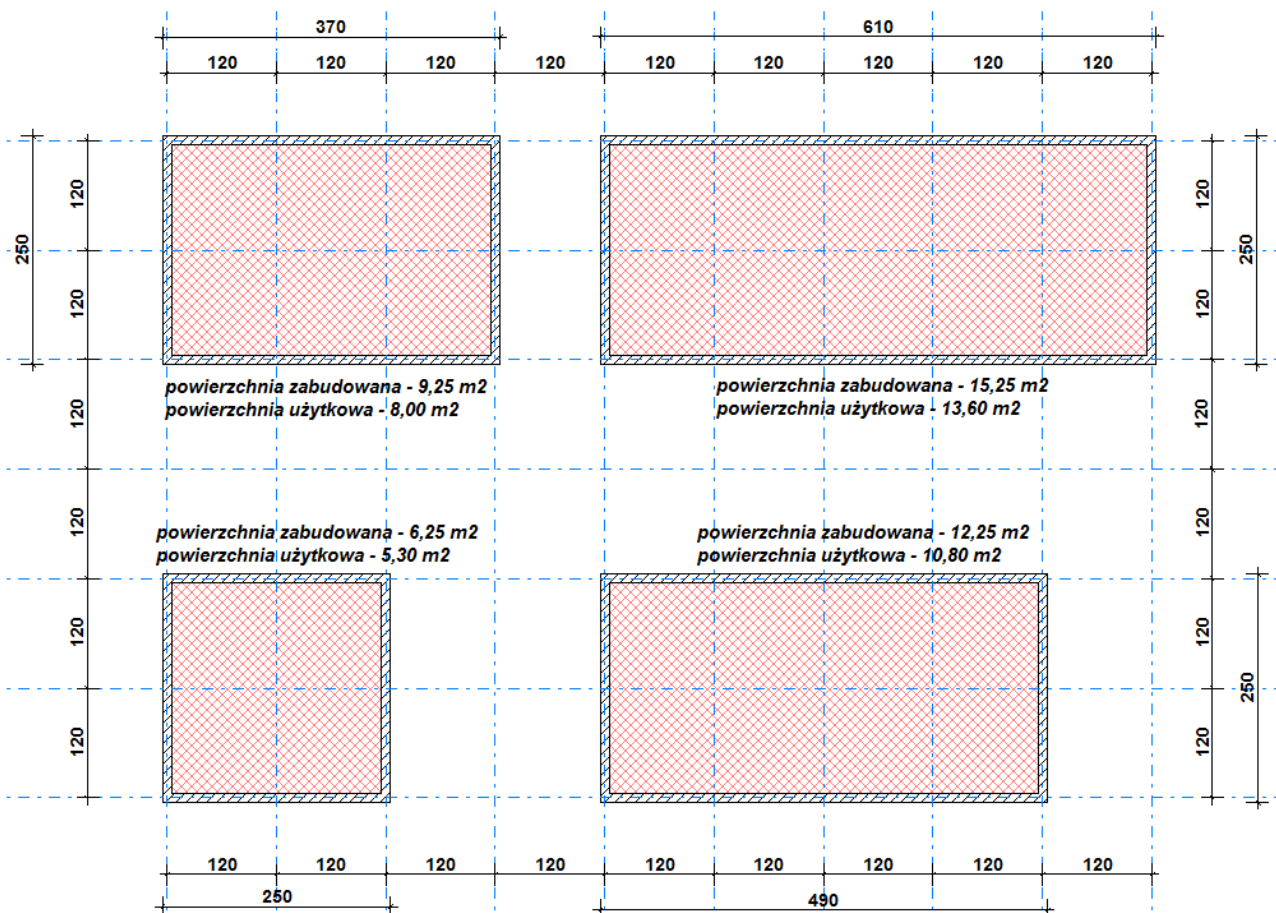 370
610
120 120 120 120 120 120 120 120 120
250
120
120
120
120
120
120
250
120
120
120
120
120
120
250
powierzchnia zabudowana - 9,25 m2
powierzchnia użytkowa - 8,00 m2
powierzchnia zabudowana - 15,25 m2
powierzchnia użytkowa - 13,60 m2
powierzchnia zabudowana - 6,25 m2
powierzchnia użytkowa - 5,30 m2
powierzchnia zabudowana - 12,25 m2
powierzchnia użytkowa - 10,80 m2
120 120 120 120 120 120 120 120 120
250
490